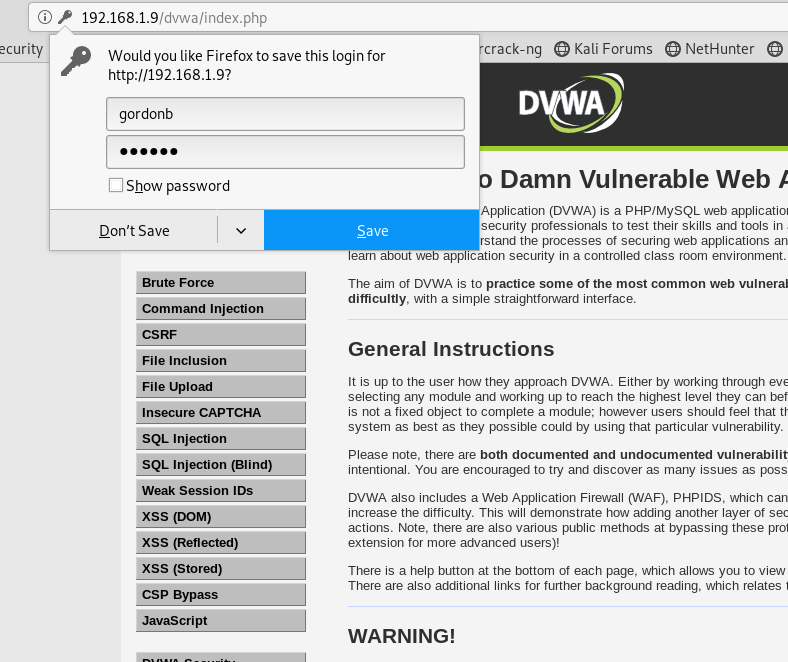 192.168.1.9/dvwa/index.php
ecurity
rcrack-ng Kali Forums NetHunter
Would you like Firefox to save this login for
http://192.168.1.9?
gordonb
●●●●●●
Show password
Don't Save Save
DVWA
o Damn Vulnerable Web A
Application (DVWA) is a PHP/MySQL web application
security professionals to test their skills and tools in
rstand the processes of securing web applications an
learn about web application security in a controlled class room environment.
The aim of DVWA is to practice some of the most common web vulnerab
difficultly, with a simple straightforward interface.
Brute Force
Command Injection
CSRF
File Inclusion
File Upload
Insecure CAPTCHA
SQL Injection
SQL Injection (Blind)
Weak Session IDs
XSS (DOM)
XSS (Reflected)
XSS (Stored)
CSP Bypass
JavaScript
DVWA Security
General Instructions
It is up to the user how they approach DVWA. Either by working through eve
selecting any module and working up to reach the highest level they can bef
is not a fixed object to complete a module; however users should feel that th
system as best as they possible could by using that particular vulnerability.
Please note, there are both documented and undocumented vulnerability
intentional. You are encouraged to try and discover as many issues as poss
DVWA also includes a Web Application Firewall (WAF), PHPIDS, which can
increase the difficulty. This will demonstrate how adding another layer of sec
actions. Note, there are also various public methods at bypassing these prot
extension for more advanced users)!
There is a help button at the bottom of each page, which allows you to view
There are also additional links for further background reading, which relates t
WARNING!